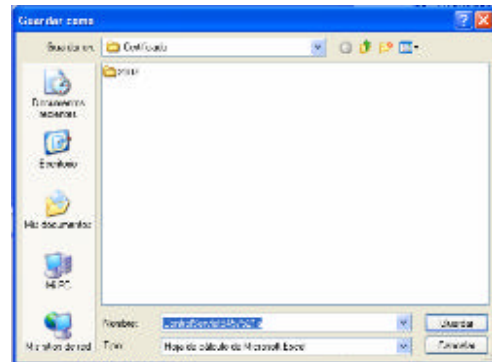 Guardar como
Guardar en:
Certificado
Documentos
recientes
Escritorio
Mis documentos
Mi PC
Mis sitios de red
Nombre:
Guardar
Tipo:
Hoja de cálculo de Microsoft Excel
Cancelar